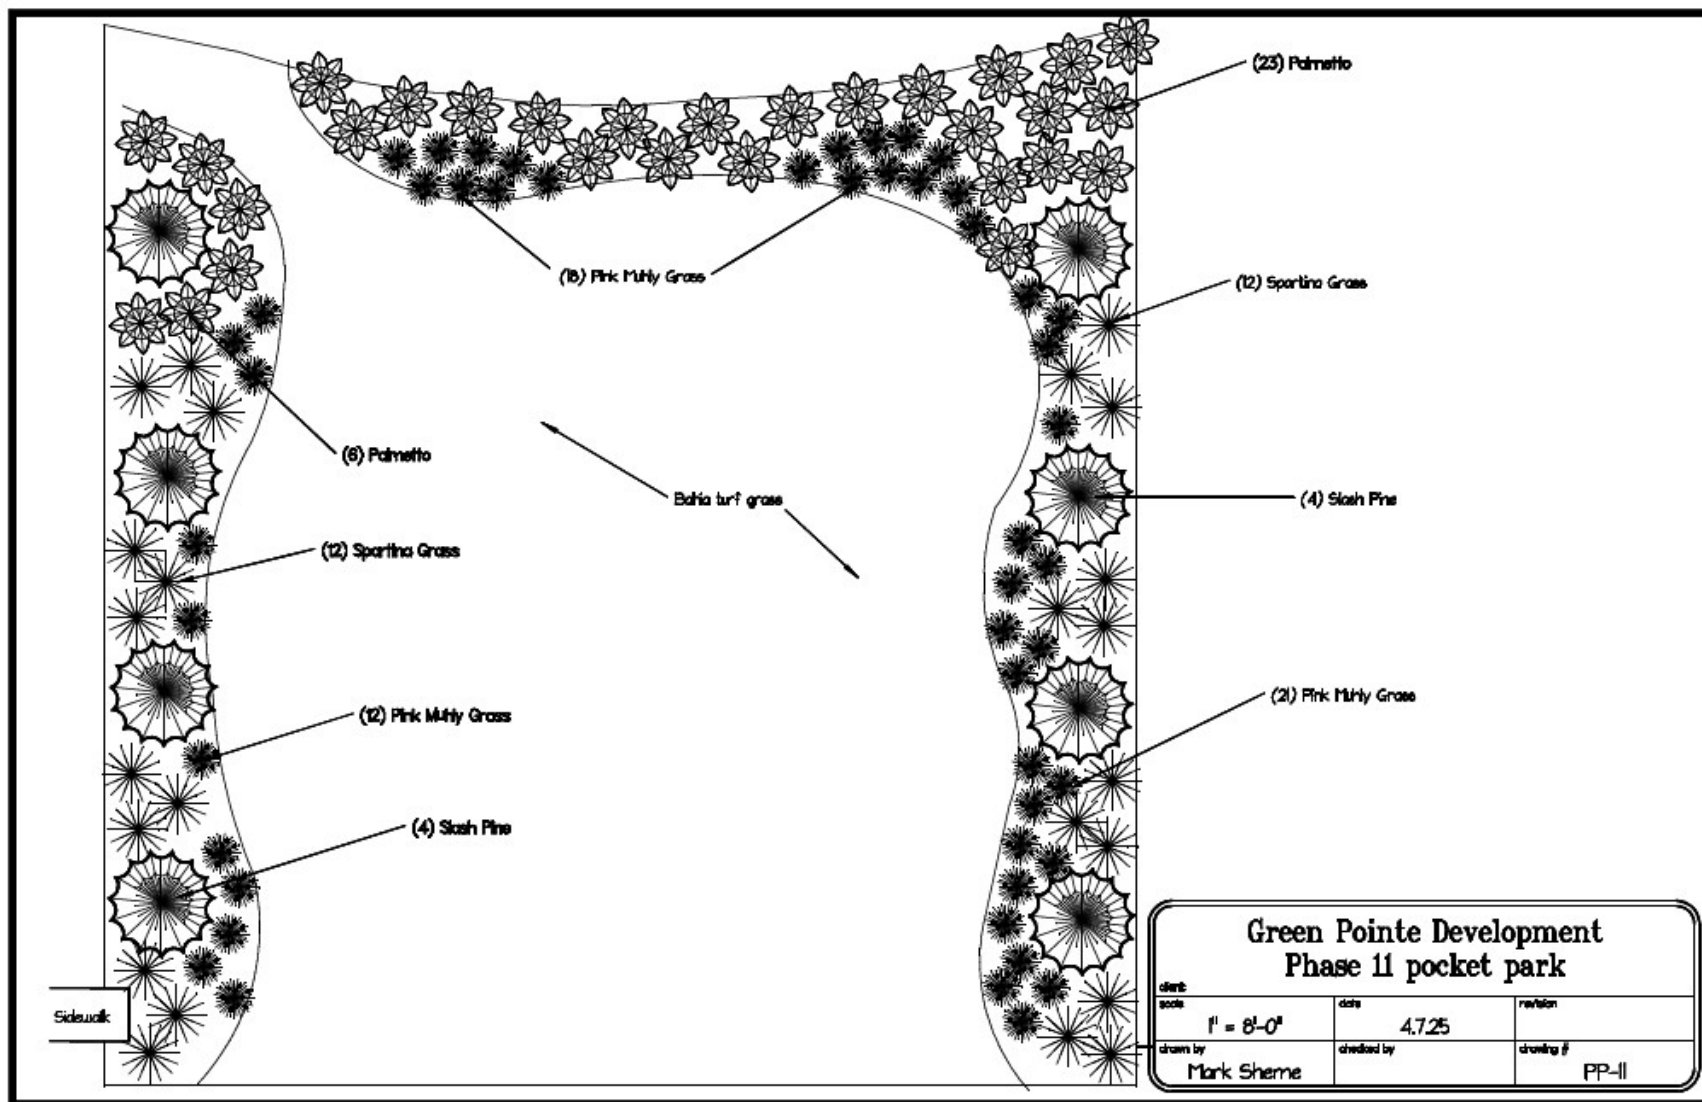 (23) Palmetto
(18) Pink Muhly Grass
(12) Spartina Grass
(6) Palmetto
Bahia turf grass
(4) Slash Pine
(12) Spartina Grass
(21) Pink Muhly Grass
(12) Pink Muhly Grass
(4) Slash Pine
Sidewalk
Green Pointe Development
Phase 11 pocket park
client:
scale date revision
1" = 8'-0" 4.7.25
drawn by checked by drawing #
Mark Sherne PP-11